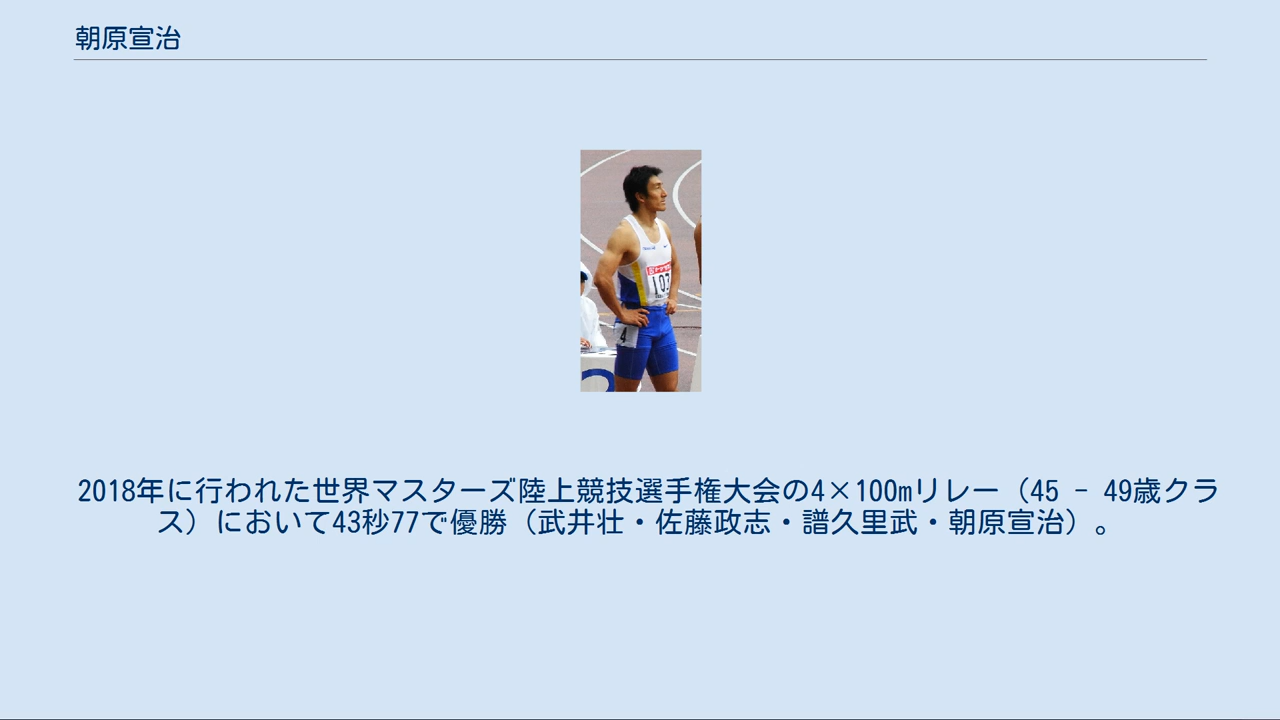 朝原宣治
103
4
2018年に行われた世界マスターズ陸上競技選手権大会の4×100mリレー（45 - 49歳クラ
ス）において43秒77で優勝（武井壮・佐藤政志・譜久里武・朝原宣治）。